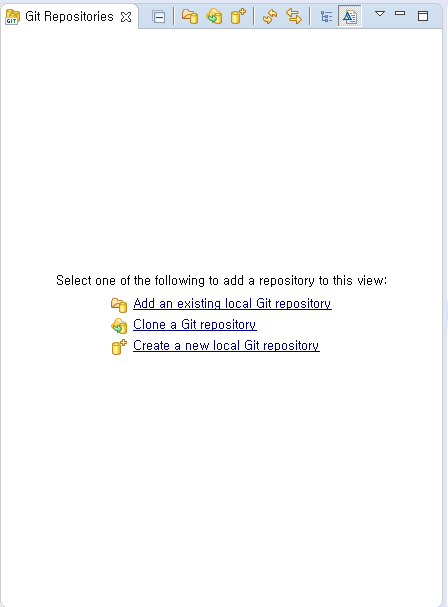 GIT Git Repositories
Select one of the following to add a repository to this view:
Add an existing local Git repository
Clone a Git repository
Create a new local Git repository